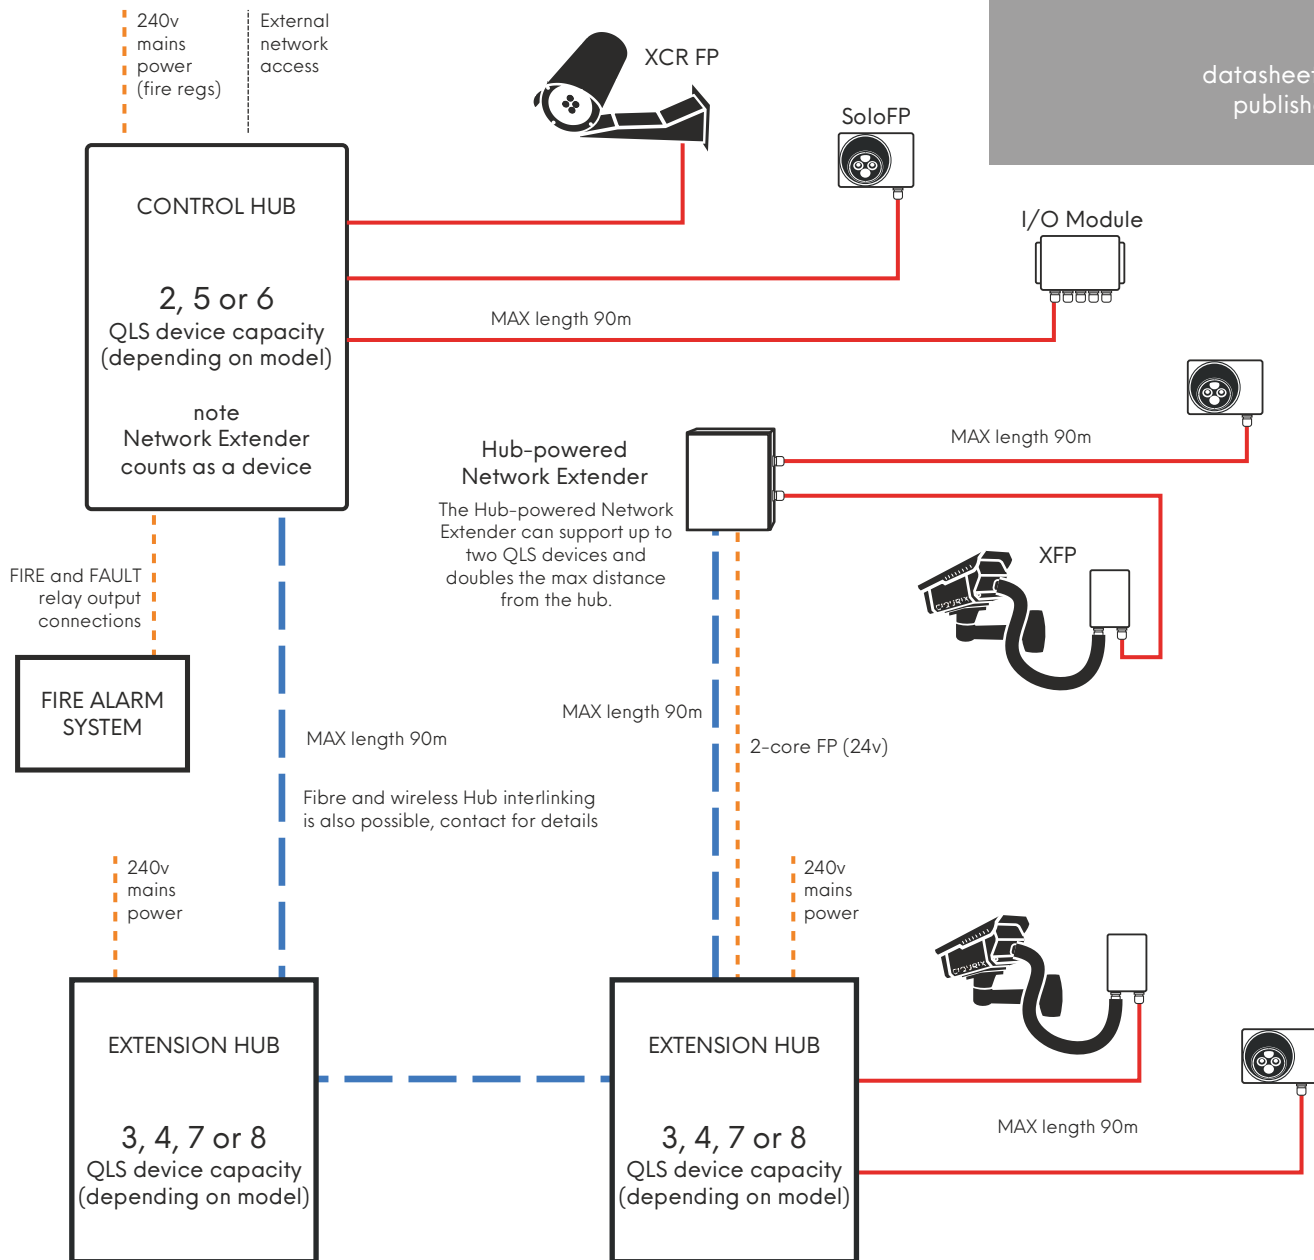 240v
mains
power
(fire regs)
External
network
access
XCR FP
SoloFP
I/O Module
CONTROL HUB
2, 5 or 6
QLS device capacity
(depending on model)
note
Network Extender
counts as a device
MAX length 90m
Hub-powered
Network Extender
The Hub-powered Network
Extender can support up to
two QLS devices and
doubles the max distance
from the hub.
MAX length 90m
XFP
FIRE and FAULT
relay output
connections
FIRE ALARM
SYSTEM
MAX length 90m
Fibre and wireless Hub interlinking
is also possible, contact for details
MAX length 90m
2-core FP (24v)
240v
mains
power
240v
mains
power
EXTENSION HUB
3, 4, 7 or 8
QLS device capacity
(depending on model)
EXTENSION HUB
3, 4, 7 or 8
QLS device capacity
(depending on model)
MAX length 90m
datasheet